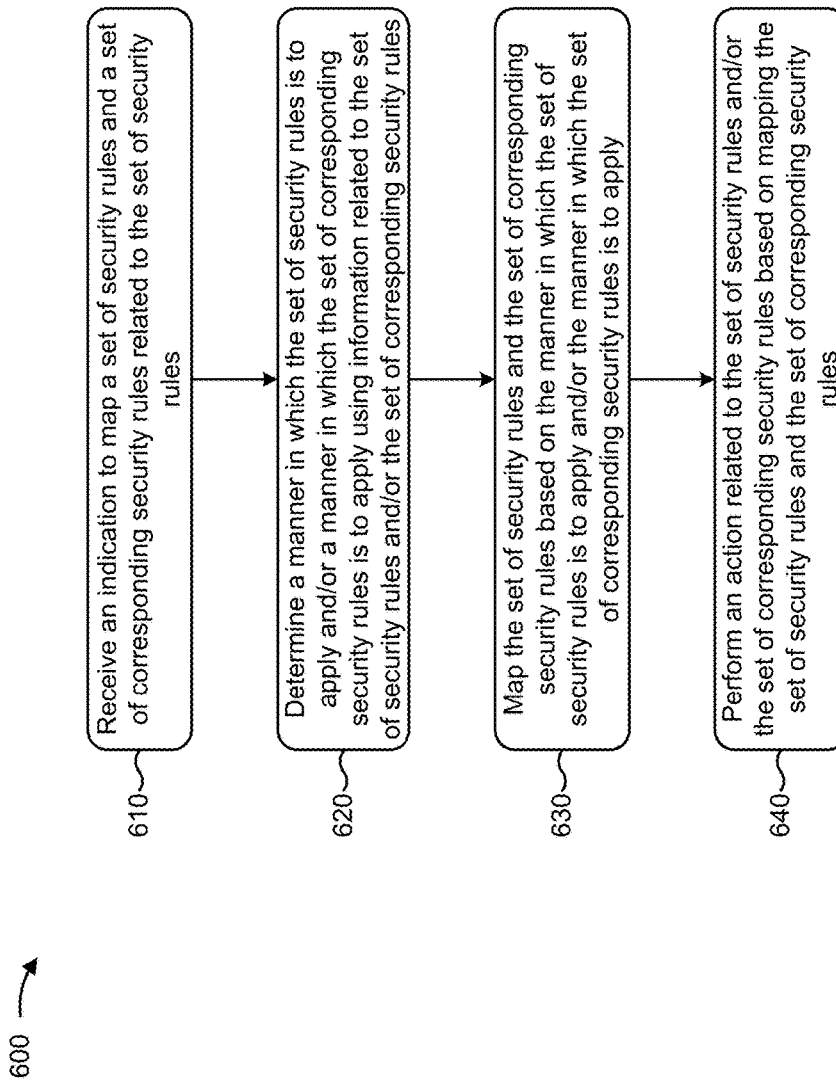 600
610
Receive an indication to map a set of security rules and a set
of corresponding security rules related to the set of security
rules
620
Determine a manner in which the set of security rules is to
apply and/or a manner in which the set of corresponding
security rules is to apply using information related to the set
of security rules and/or the set of corresponding security rules
630
Map the set of security rules and the set of corresponding
security rules based on the manner in which the set of
security rules is to apply and/or the manner in which the set
of corresponding security rules is to apply
640
Perform an action related to the set of security rules and/or
the set of corresponding security rules based on mapping the
set of security rules and the set of corresponding security
rules